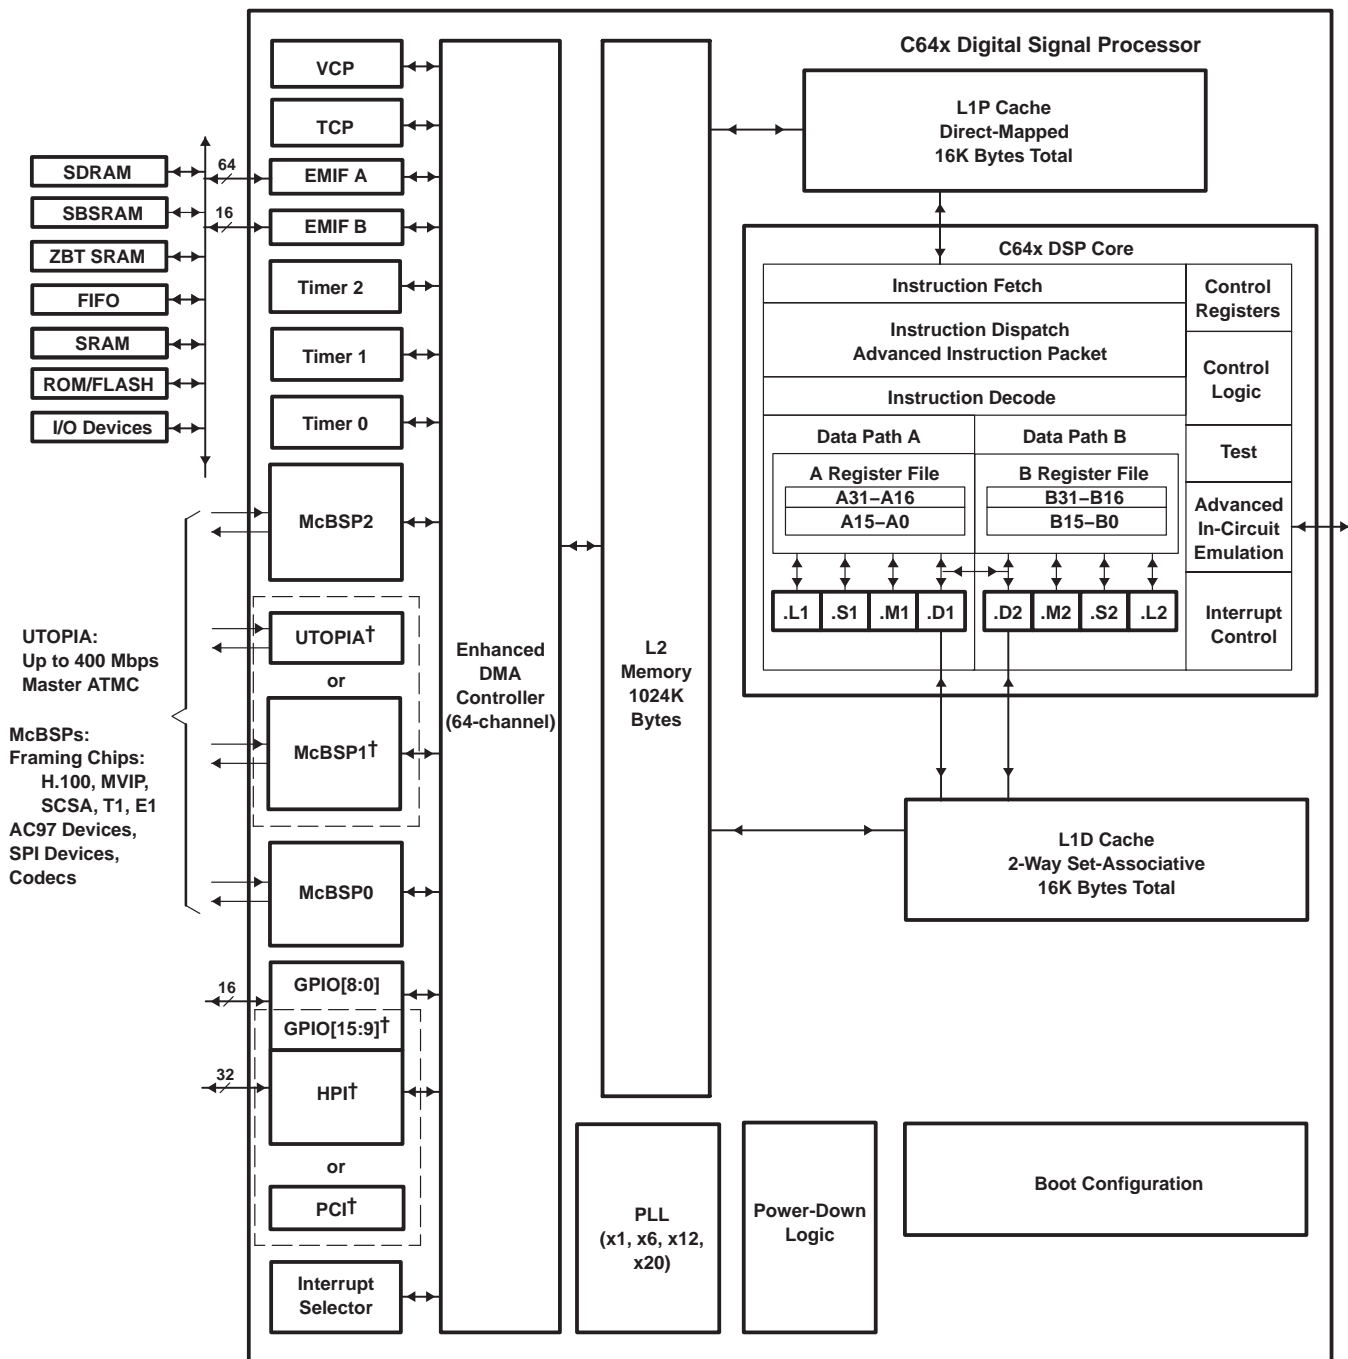 C64x Digital Signal Processor
VCP
TCP
EMIF A
EMIF B
Timer 2
Timer 1
Timer 0
McBSP2
UTOPIA†
or
McBSP1†
McBSP0
GPIO[8:0]
GPIO[15:9]†
HPI†
or
PCI†
Interrupt
Selector
64
16
SDRAM
SBSRAM
ZBT SRAM
FIFO
SRAM
ROM/FLASH
I/O Devices
UTOPIA:
Up to 400 Mbps
Master ATMC
McBSPs:
Framing Chips:
H.100, MVIP,
SCSA, T1, E1
AC97 Devices,
SPI Devices,
Codecs
16
32
Enhanced
DMA
Controller
(64-channel)
L2
Memory
1024K
Bytes
L1P Cache
Direct-Mapped
16K Bytes Total
C64x DSP Core
Instruction Fetch
Instruction Dispatch
Advanced Instruction Packet
Instruction Decode
Data Path A
Data Path B
A Register File
A31–A16
A15–A0
B Register File
B31–B16
B15–B0
.L1
.S1
.M1
.D1
.D2
.M2
.S2
.L2
Control
Registers
Control
Logic
Test
Advanced
In-Circuit
Emulation
Interrupt
Control
L1D Cache
2-Way Set-Associative
16K Bytes Total
PLL
(x1, x6, x12,
x20)
Power-Down
Logic
Boot Configuration